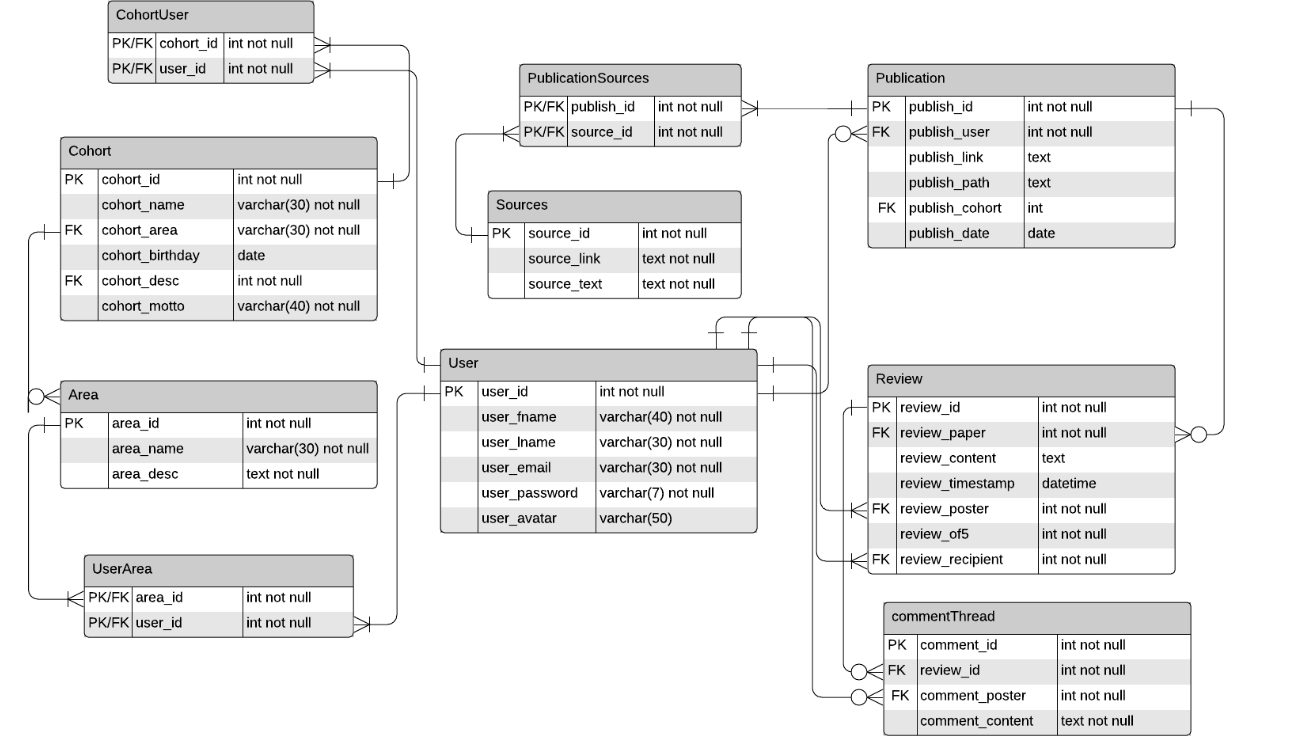 CohortUser
PK/FK cohort_id int not null
PK/FK user_id int not null
PublicationSources
PK/FK publish_id int not null
PK/FK source_id int not null
Publication
PK publish_id int not null
FK publish_user int not null
publish_link text
publish_path text
FK publish_cohort int
publish_date date
Cohort
PK cohort_id int not null
cohort_name varchar(30) not null
FK cohort_area varchar(30) not null
cohort_birthday date
FK cohort_desc int not null
cohort_motto varchar(40) not null
Sources
PK source_id int not null
source_link text not null
source_text text not null
User
PK user_id int not null
user_fname varchar(40) not null
user_lname varchar(30) not null
user_email varchar(30) not null
user_password varchar(7) not null
user_avatar varchar(50)
Review
PK review_id int not null
FK review_paper int not null
review_content text
review_timestamp datetime
FK review_poster int not null
review_of5 int not null
FK review_recipient int not null
Area
PK area_id int not null
area_name varchar(30) not null
area_desc text not null
UserArea
PK/FK area_id int not null
PK/FK user_id int not null
commentThread
PK comment_id int not null
FK review_id int not null
FK comment_poster int not null
comment_content text not null